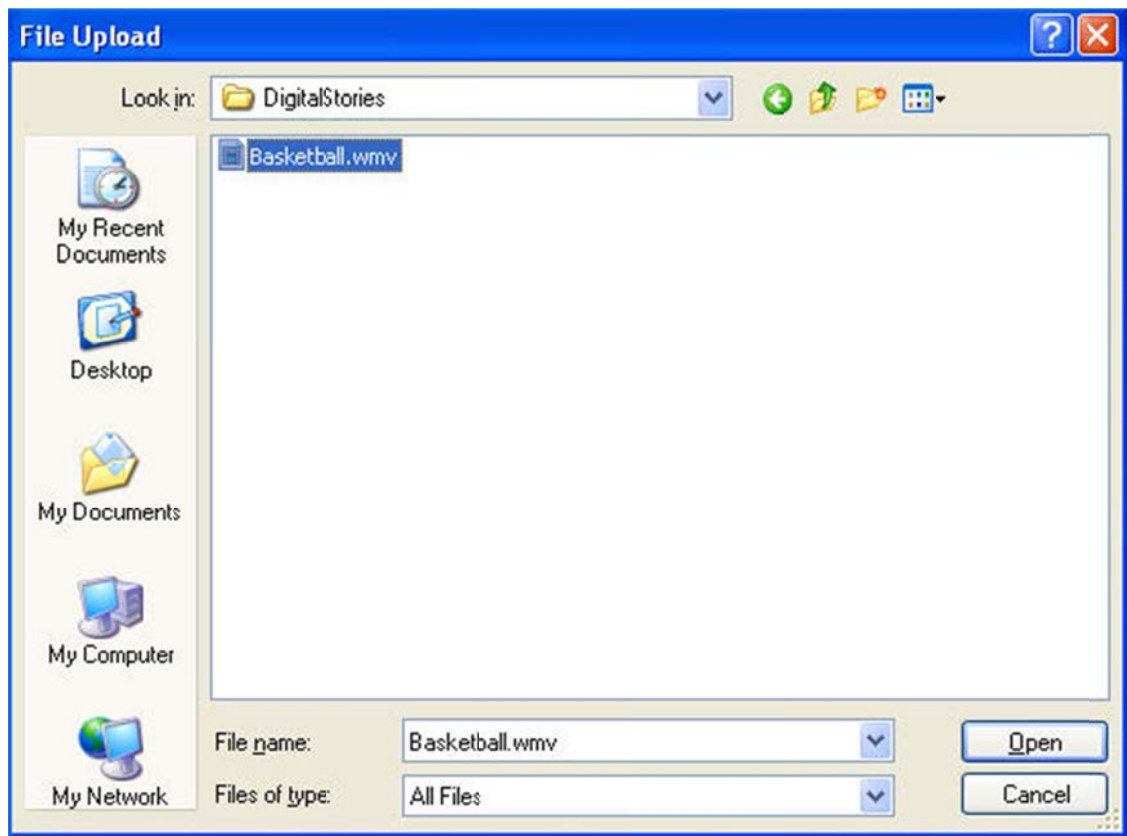 File Upload
Look in:
DigitalStories
Basketball.wmv
My Recent
Documents
Desktop
My Documents
My Computer
My Network
File name:
Basketball.wmv
Open
Files of type:
All Files
Cancel